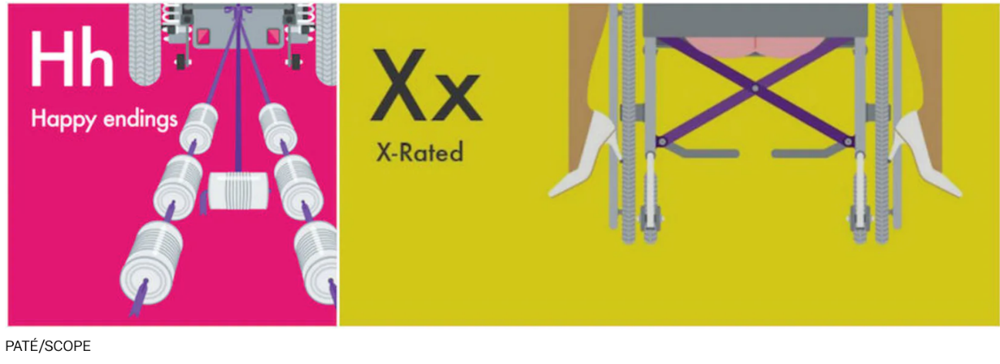 Hh
Happy endings
Xx
X-Rated
PATÉ/SCOPE